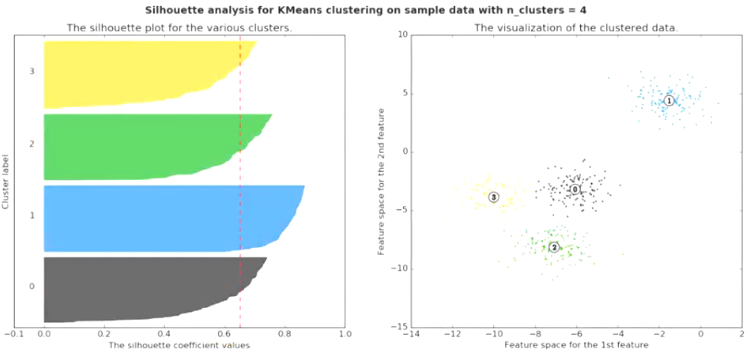 Silhouette analysis for KMeans clustering on sample data with n_clusters = 4
The silhouette plot for the various clusters.
Cluster label
3
2
1
0
−0.1 0.0 0.2 0.4 0.6 0.8 1.0
The silhouette coefficient values
The visualization of the clustered data.
Feature space for the 2nd feature
10
5
0
−5
−10
−15
1
3
0
2
−14 −12 −10 −8 −6 −4 −2 0 2
Feature space for the 1st feature